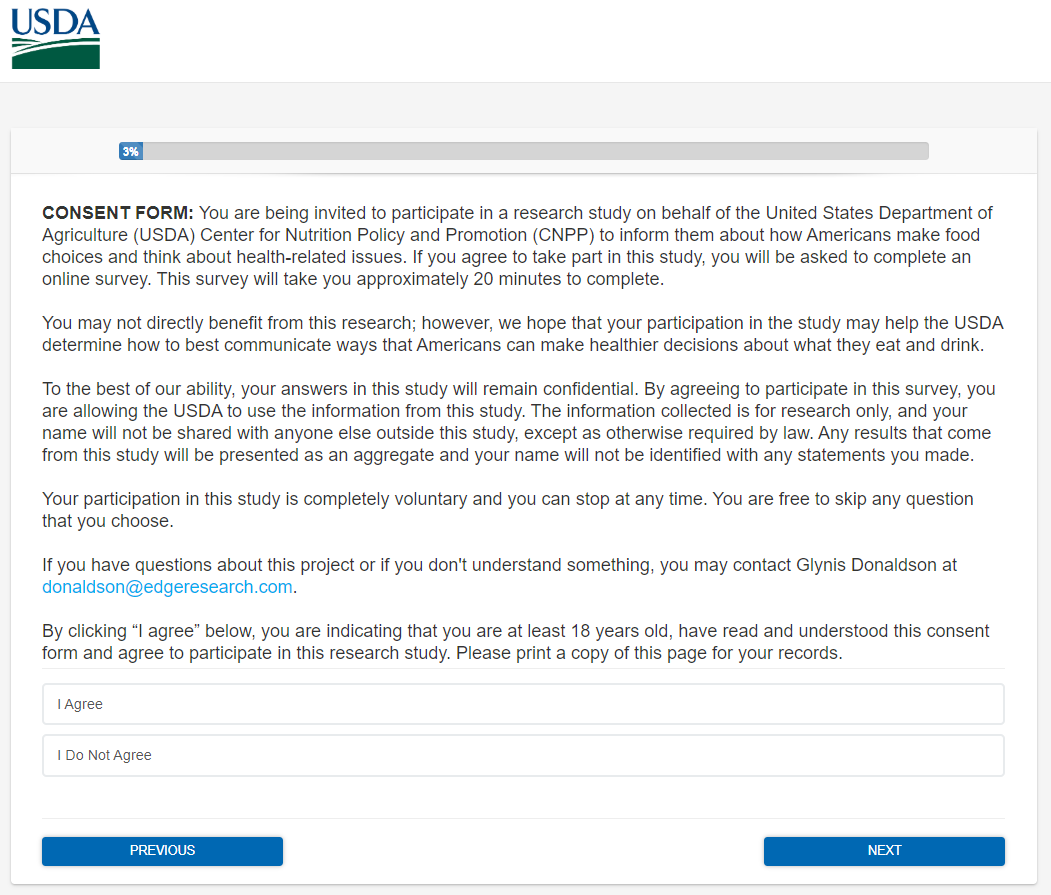 USDA
3%
CONSENT FORM: You are being invited to participate in a research study on behalf of the United States Department of
Agriculture (USDA) Center for Nutrition Policy and Promotion (CNPP) to inform them about how Americans make food
choices and think about health-related issues. If you agree to take part in this study, you will be asked to complete an
online survey. This survey will take you approximately 20 minutes to complete.
You may not directly benefit from this research; however, we hope that your participation in the study may help the USDA
determine how to best communicate ways that Americans can make healthier decisions about what they eat and drink.
To the best of our ability, your answers in this study will remain confidential. By agreeing to participate in this survey, you
are allowing the USDA to use the information from this study. The information collected is for research only, and your
name will not be shared with anyone else outside this study, except as otherwise required by law. Any results that come
from this study will be presented as an aggregate and your name will not be identified with any statements you made.
Your participation in this study is completely voluntary and you can stop at any time. You are free to skip any question
that you choose.
If you have questions about this project or if you don't understand something, you may contact Glynis Donaldson at
donaldson@edgeresearch.com.
By clicking “I agree” below, you are indicating that you are at least 18 years old, have read and understood this consent
form and agree to participate in this research study. Please print a copy of this page for your records.
I Agree
I Do Not Agree
PREVIOUS
NEXT